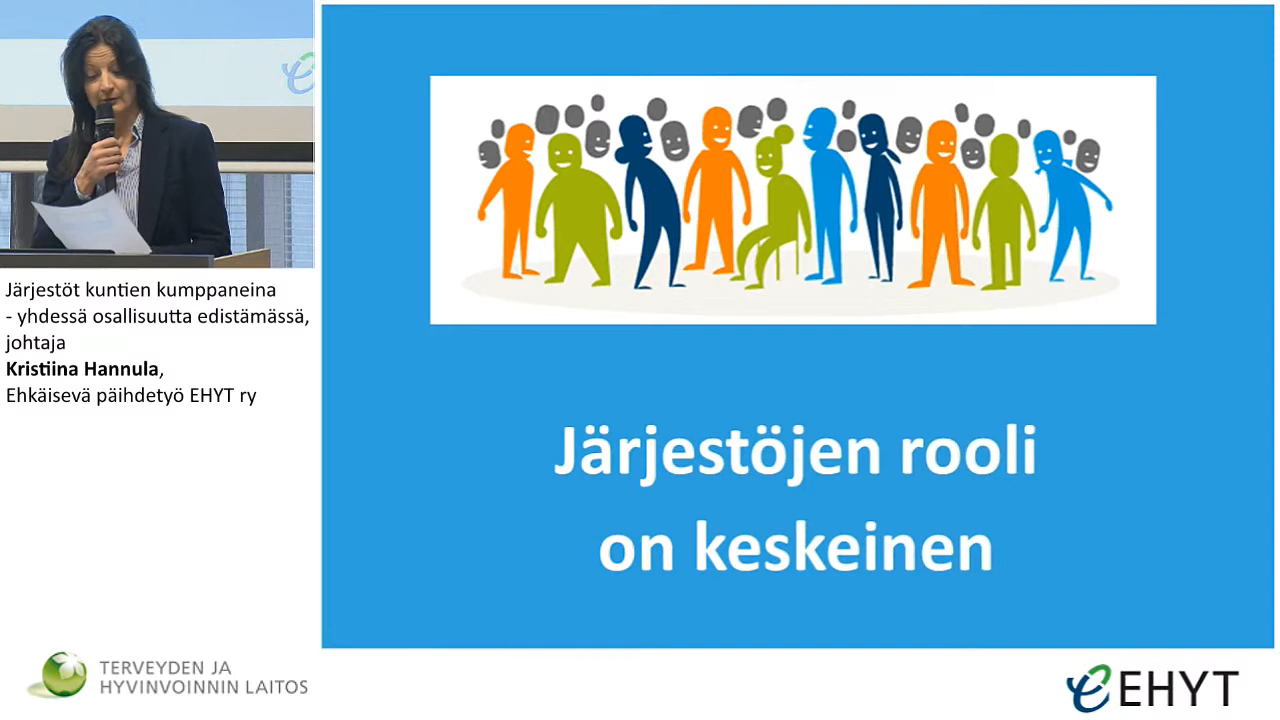 Järjestöt kuntien kumppaneina
- yhdessä osallisuutta edistämässä,
johtaja
Kristiina Hannula,
Ehkäisevä päihdetyö EHYT ry
Järjestöjen rooli
on keskeinen
TERVEYDEN JA
HYVINVOINNIN LAITOS
EHYT